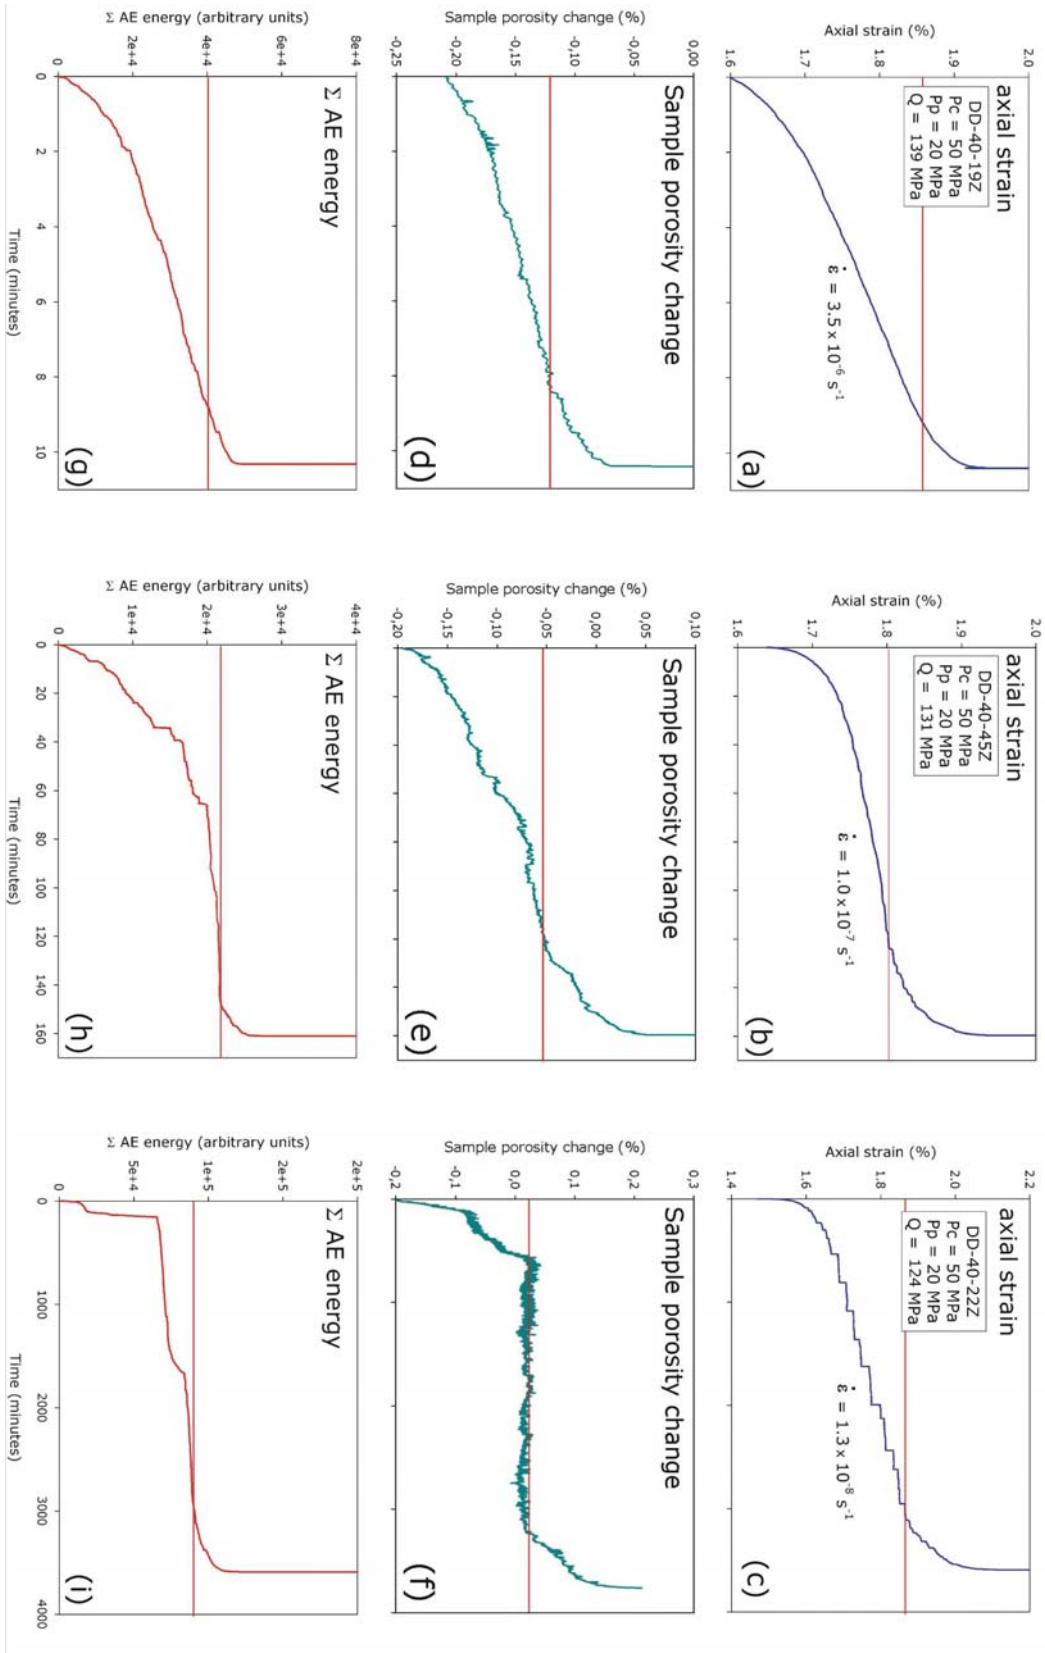 Axial strain (%)
2.0
1.9
1.8
1.7
1.6
axial strain
DD-40-19Z
Pc = 50 MPa
Pp = 20 MPa
Q = 139 MPa
ε̇ = 3.5 x 10⁻⁶ s⁻¹
(a)
Axial strain (%)
2.0
1.9
1.8
1.7
1.6
axial strain
DD-40-45Z
Pc = 50 MPa
Pp = 20 MPa
Q = 131 MPa
ε̇ = 1.0 x 10⁻⁷ s⁻¹
(b)
Axial strain (%)
2.2
2.0
1.8
1.6
1.4
axial strain
DD-40-22Z
Pc = 50 MPa
Pp = 20 MPa
Q = 124 MPa
ε̇ = 1.3 x 10⁻⁸ s⁻¹
(c)
Sample porosity change (%)
0,00
-0,05
-0,10
-0,15
-0,20
-0,25
Sample porosity change
(d)
Sample porosity change (%)
0,10
0,05
0,00
-0,05
-0,10
-0,15
-0,20
Sample porosity change
(e)
Sample porosity change (%)
0,3
0,2
0,1
0,0
-0,1
-0,2
Sample porosity change
(f)
Σ AE energy (arbitrary units)
8e+4
6e+4
4e+4
2e+4
0
Σ AE energy
(g)
0 2 4 6 8 10
Time (minutes)
Σ AE energy (arbitrary units)
4e+4
3e+4
2e+4
1e+4
0
Σ AE energy
(h)
0 20 40 60 80 100 120 140 160
Time (minutes)
Σ AE energy (arbitrary units)
2e+5
2e+5
1e+5
5e+4
0
Σ AE energy
(i)
0 1000 2000 3000 4000
Time (minutes)